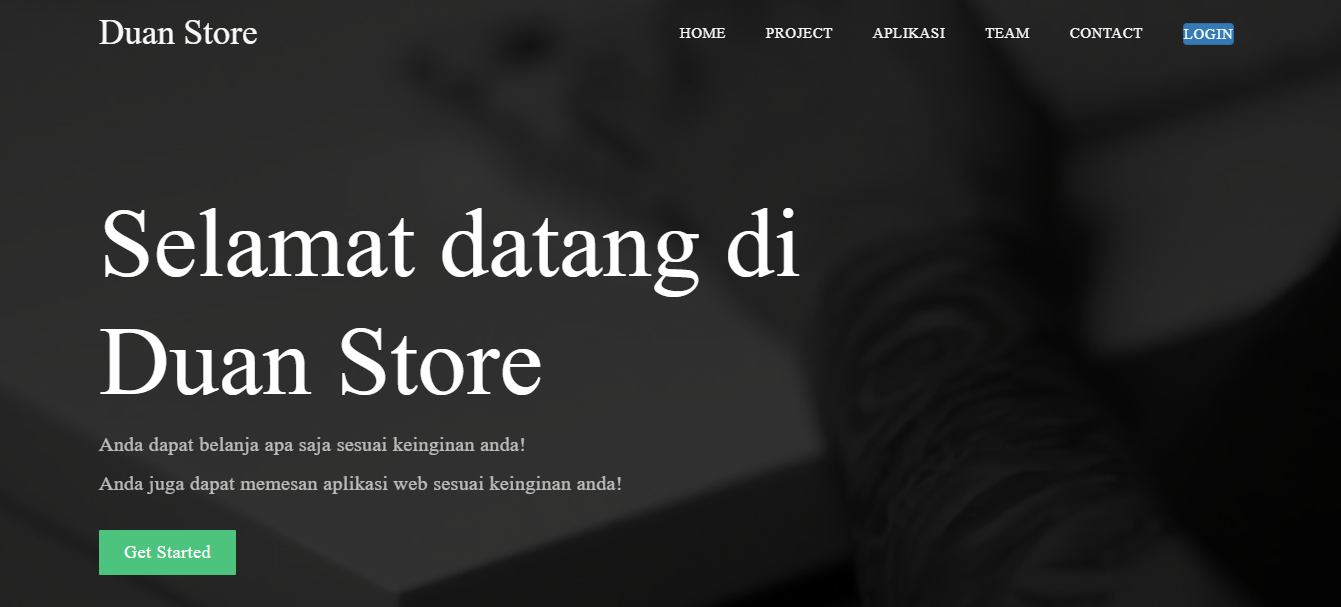 Duan Store
HOME PROJECT APLIKASI TEAM CONTACT LOGIN
Selamat datang di
Duan Store
Anda dapat belanja apa saja sesuai keinginan anda!
Anda juga dapat memesan aplikasi web sesuai keinginan anda!
Get Started